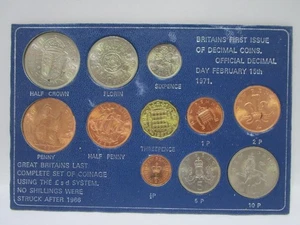 BRITAINS FIRST ISSUE
OF DECIMAL COINS.
OFFICIAL DECIMAL
DAY FEBRUARY 15th
1971.
HALF CROWN
FLORIN
SIXPENCE
PENNY
HALF PENNY
THREEPENCE
1 P
2 P
GREAT BRITAINS LAST
COMPLETE SET OF COINAGE
USING THE £sd SYSTEM.
NO SHILLINGS WERE
STRUCK AFTER 1966
½P
5 P
10 P